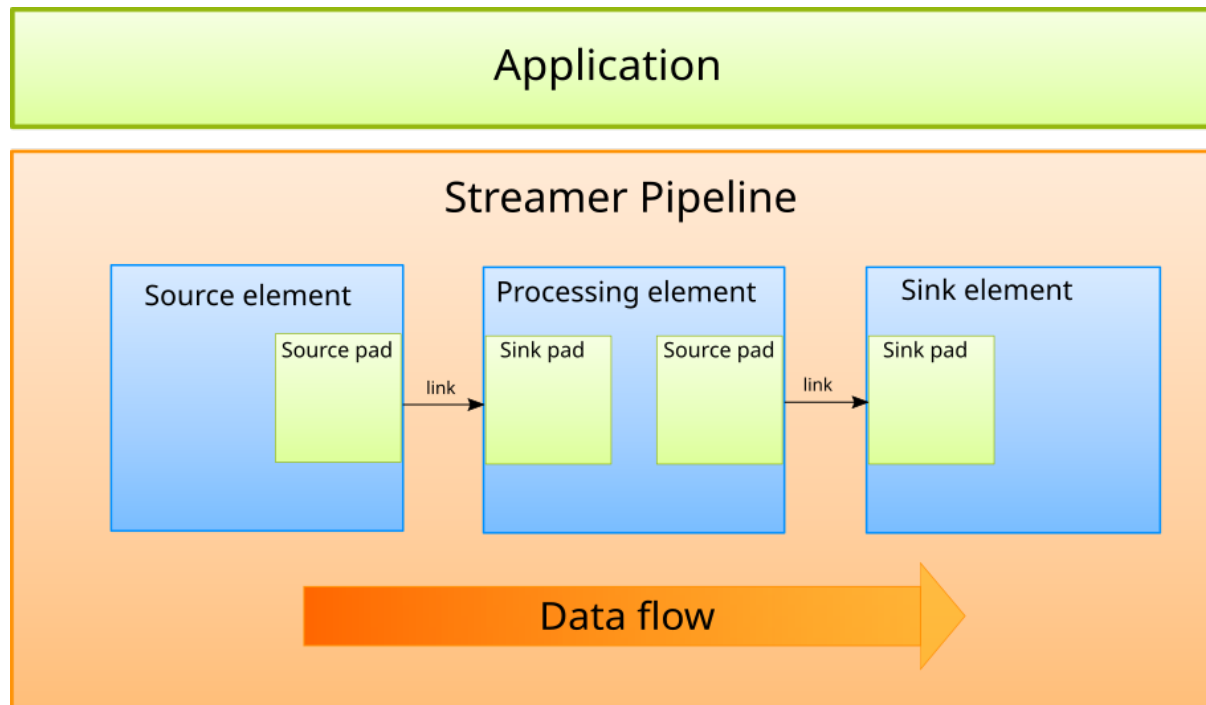 Application
Streamer Pipeline
Source element
Processing element
Sink element
Source pad
Sink pad
Source pad
Sink pad
link
link
Data flow